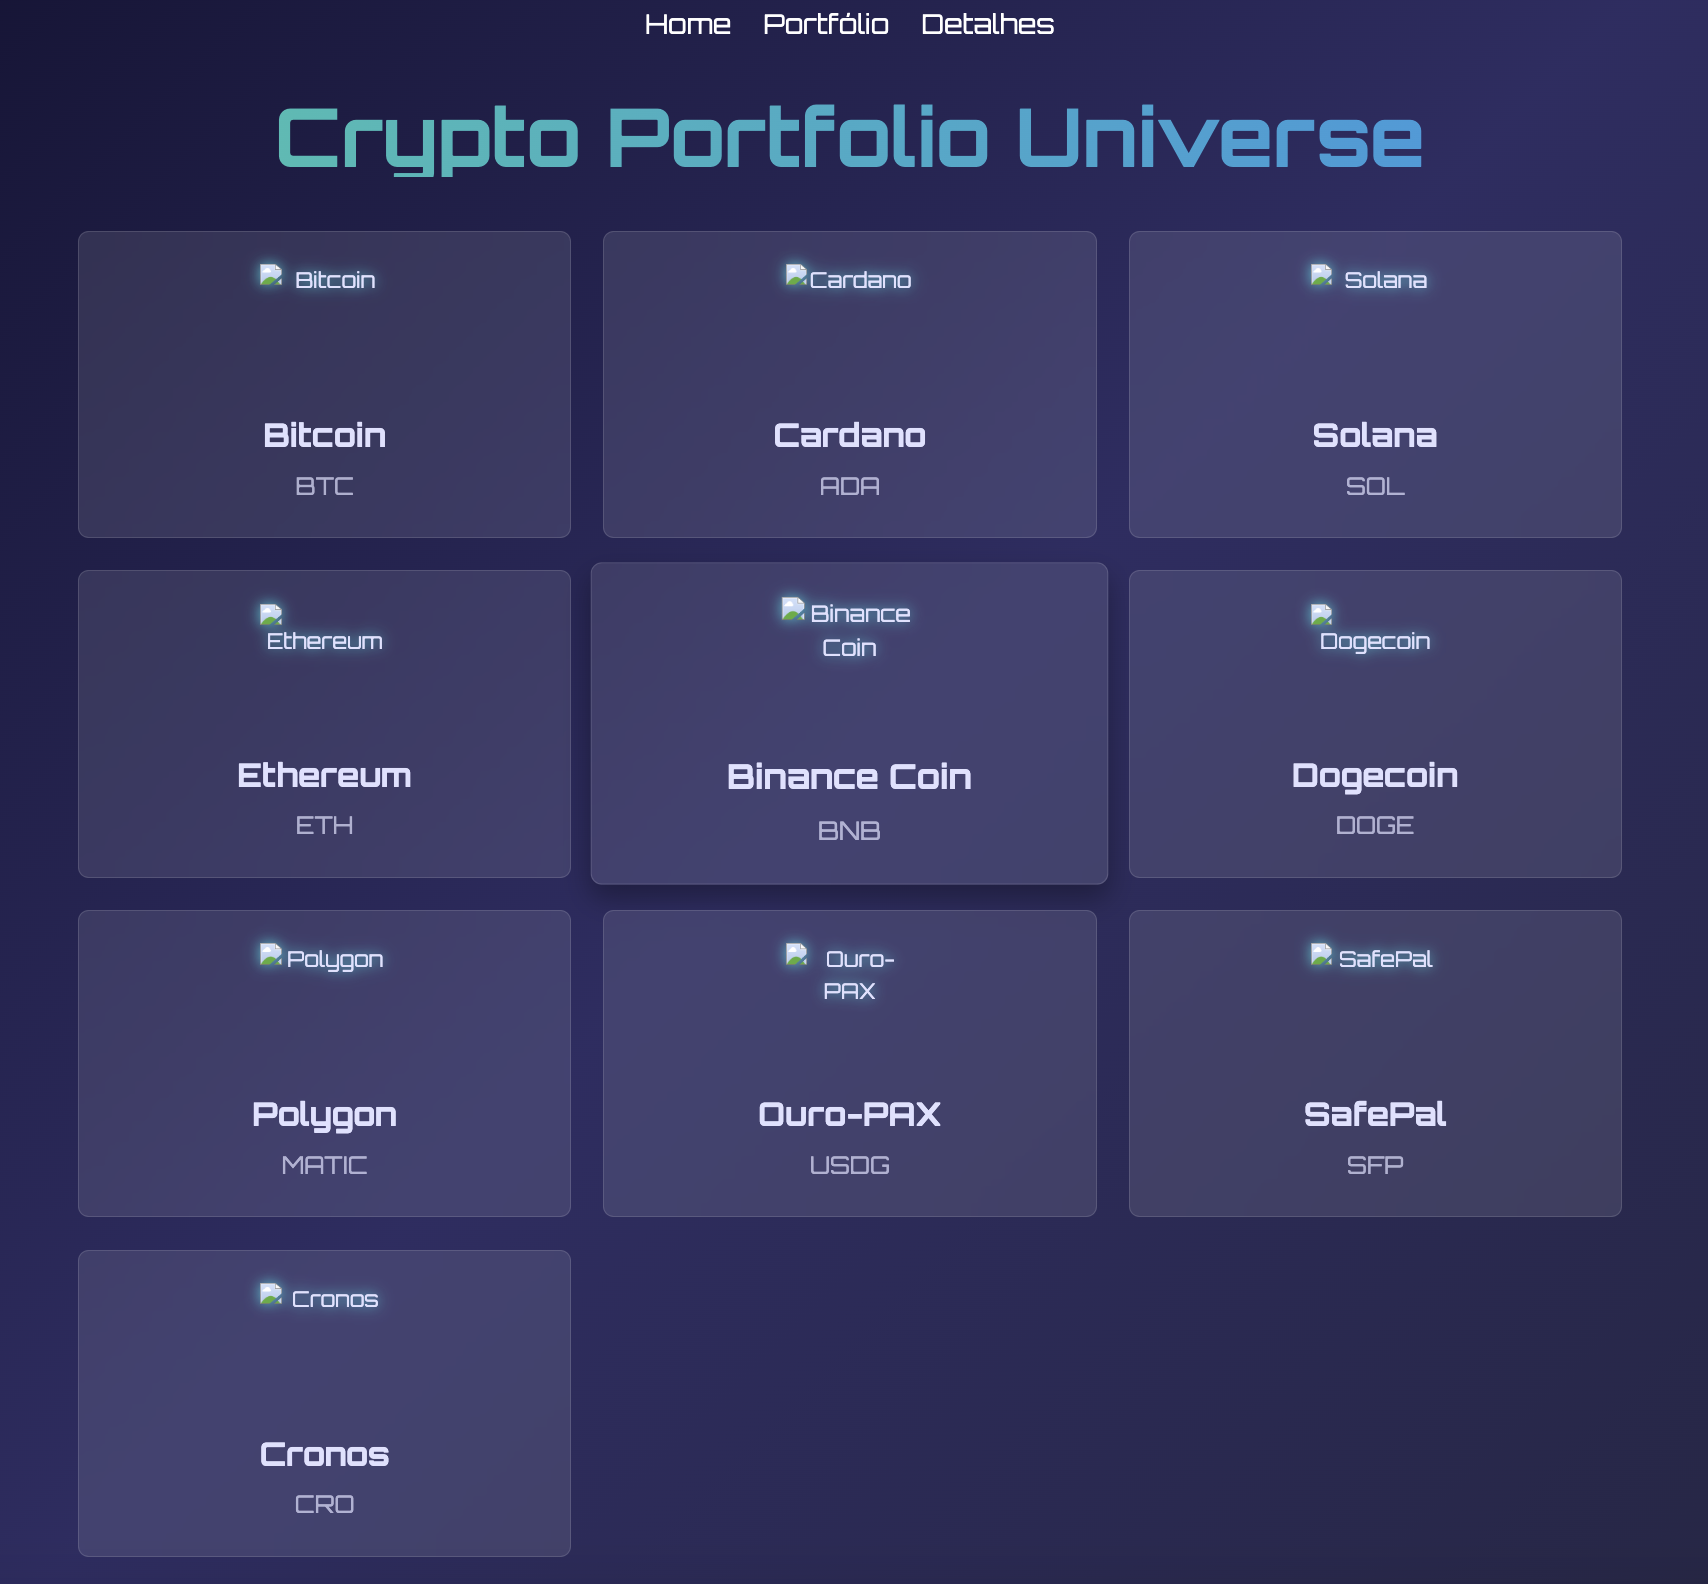 Home Portfólio Detalhes
Crypto Portfolio Universe
Bitcoin
Bitcoin
BTC
Cardano
Cardano
ADA
Solana
Solana
SOL
Ethereum
Ethereum
ETH
Binance
Coin
Binance Coin
BNB
Dogecoin
Dogecoin
DOGE
Polygon
Polygon
MATIC
Ouro-
PAX
Ouro-PAX
USDG
SafePal
SafePal
SFP
Cronos
Cronos
CRO